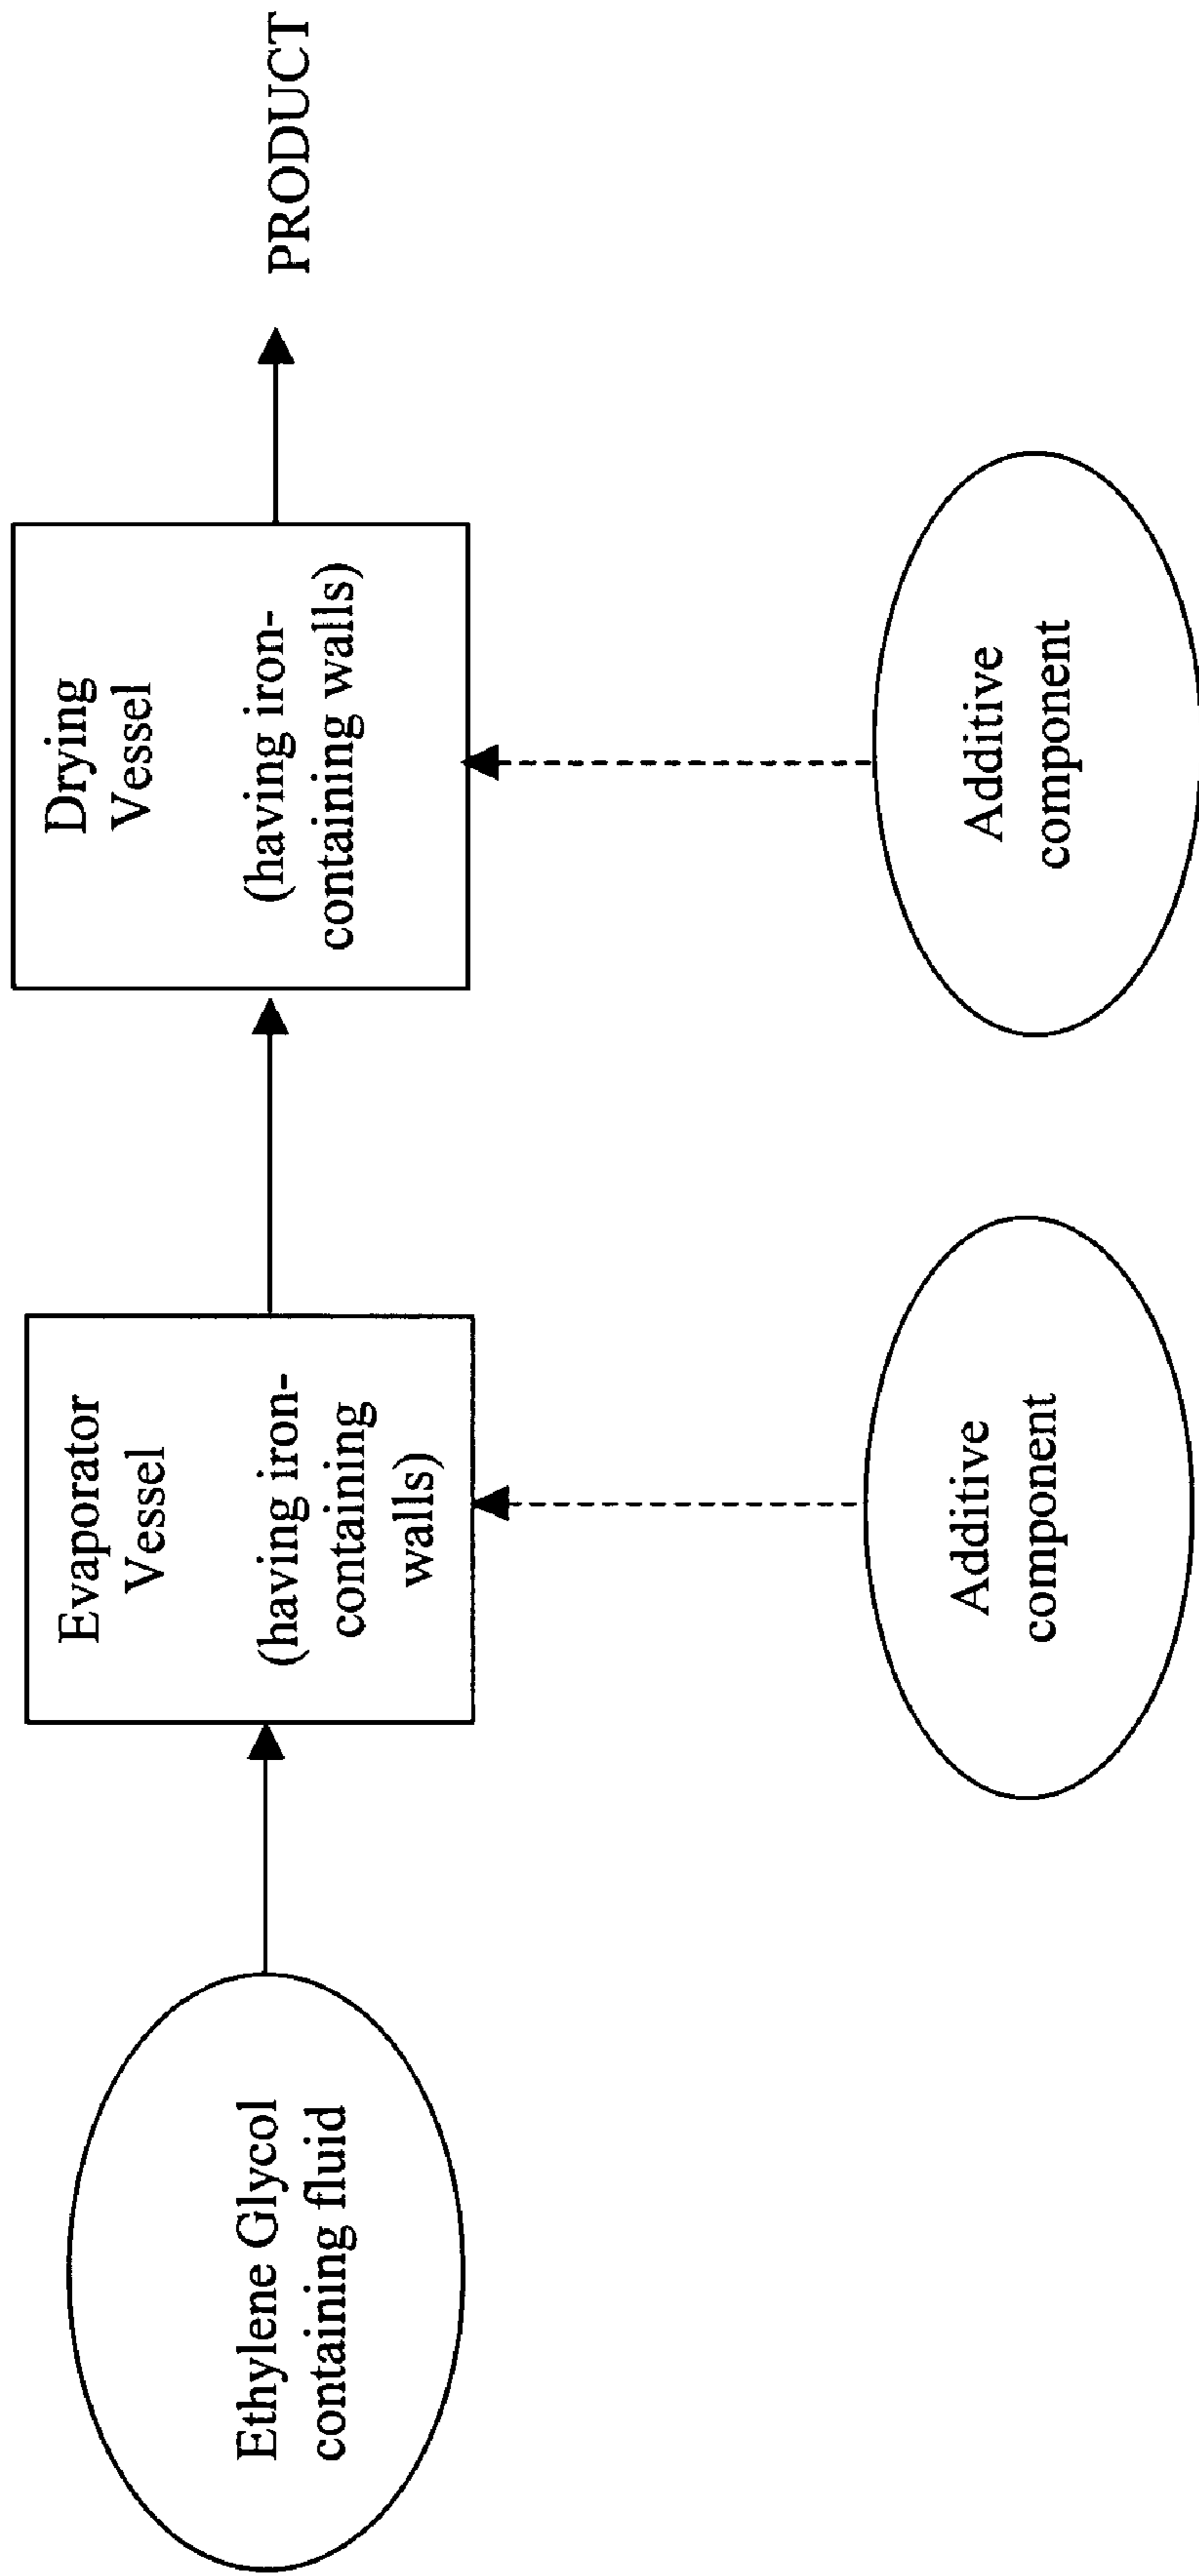 Ethylene Glycol
containing fluid
Evaporator
Vessel
(having iron-
containing
walls)
Drying
Vessel
(having iron-
containing walls)
PRODUCT
Additive
component
Additive
component